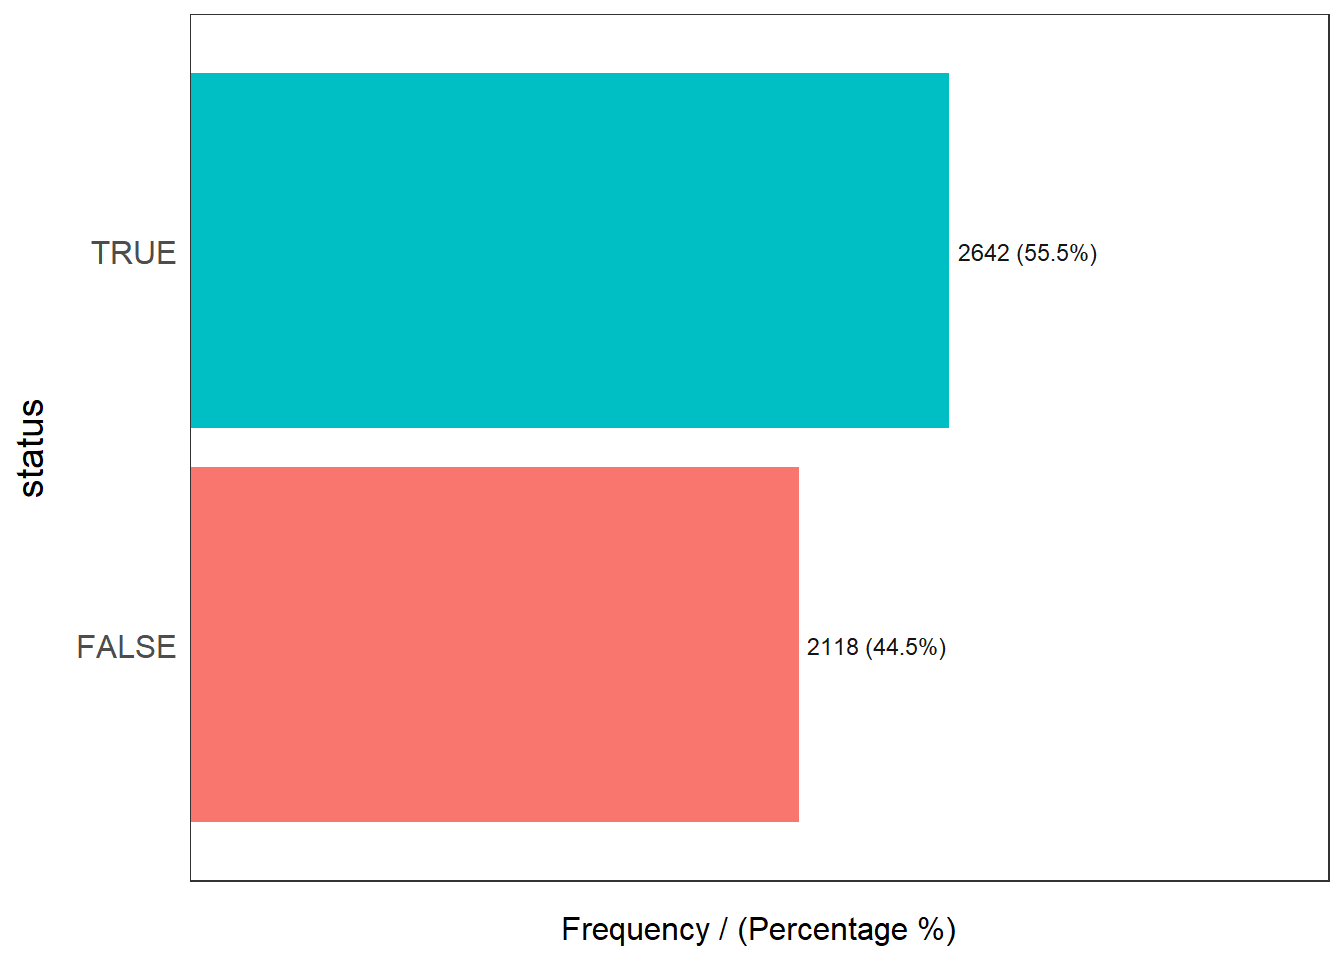 TRUE
2642 (55.5%)
status
FALSE
2118 (44.5%)
Frequency / (Percentage %)